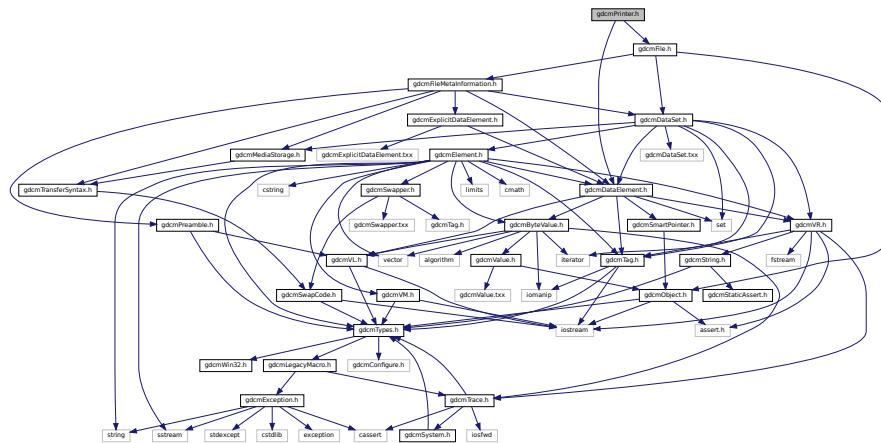 gdcmPrinter.h
gdcmFile.h
gdcmFileMetaInformation.h
gdcmExplicitDataElement.h gdcmDataSet.h
gdcmMediaStorage.h gdcmExplicitDataElement.txx gdcmElement.h gdcmDataSet.txx
gdcmTransferSyntax.h cstring gdcmSwapper.h limits cmath gdcmDataElement.h
gdcmPreamble.h gdcmSwapper.txx gdcmTag.h gdcmByteValue.h gdcmSmartPointer.h set gdcmVR.h
gdcmVL.h vector algorithm gdcmValue.h iterator gdcmTag.h gdcmString.h fstream
gdcmSwapCode.h gdcmVM.h gdcmValue.txx iomanip gdcmObject.h gdcmStaticAssert.h
gdcmTypes.h iostream assert.h
gdcmWin32.h gdcmLegacyMacro.h gdcmConfigure.h
gdcmException.h gdcmTrace.h
string sstream stdexcept cstdlib exception cassert gdcmSystem.h iosfwd